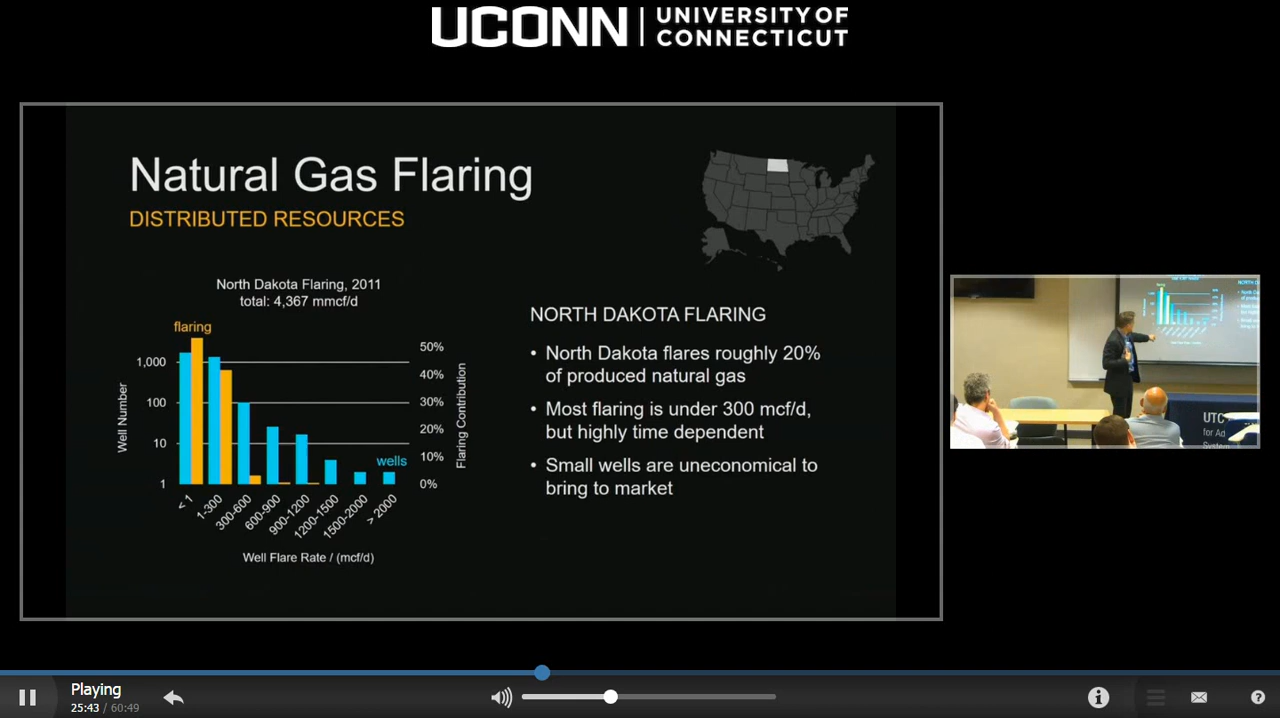 UCONN
UNIVERSITY OF
CONNECTICUT
Natural Gas Flaring
DISTRIBUTED RESOURCES
North Dakota Flaring, 2011
total: 4,367 mmcf/d
flaring
1,000
100
10
1
Well Number
50%
40%
30%
20%
10%
0%
Flaring Contribution
wells
< 1
1-300
300-600
600-900
900-1200
1200-1500
1500-2000
> 2000
Well Flare Rate / (mcf/d)
NORTH DAKOTA FLARING
• North Dakota flares roughly 20%
of produced natural gas
• Most flaring is under 300 mcf/d,
but highly time dependent
• Small wells are uneconomical to
bring to market
UTC
for Ad
System
Playing
25:43 / 60:49